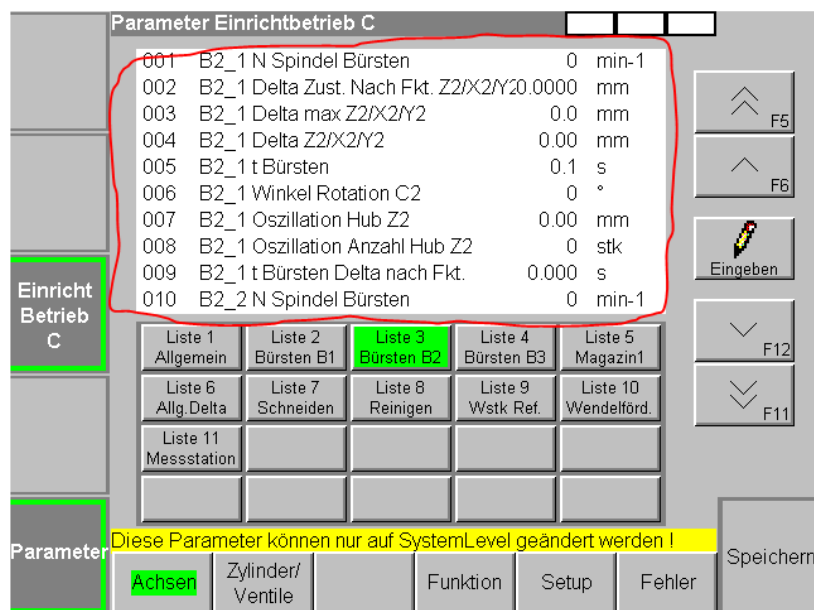 Parameter Einrichtbetrieb C
001 B2_1 N Spindel Bürsten 0 min-1
002 B2_1 Delta Zust. Nach Fkt. Z2/X2/Y2 0.0000 mm
003 B2_1 Delta max Z2/X2/Y2 0.0 mm
004 B2_1 Delta Z2/X2/Y2 0.00 mm
005 B2_1 t Bürsten 0.1 s
006 B2_1 Winkel Rotation C2 0 °
007 B2_1 Oszillation Hub Z2 0.00 mm
008 B2_1 Oszillation Anzahl Hub Z2 0 stk
009 B2_1 t Bürsten Delta nach Fkt. 0.000 s
010 B2_2 N Spindel Bürsten 0 min-1
F5
F6
Eingeben
F12
F11
Einricht
Betrieb
C
Liste 1 Liste 2 Liste 3 Liste 4 Liste 5
Allgemein Bürsten B1 Bürsten B2 Bürsten B3 Magazin1
Liste 6 Liste 7 Liste 8 Liste 9 Liste 10
Allg.Delta Schneiden Reinigen Wstk Ref. Wendelförd.
Liste 11
Messstation
Diese Parameter können nur auf SystemLevel geändert werden !
Parameter
Achsen Zylinder/ Funktion Setup Fehler
Ventile
Speichern